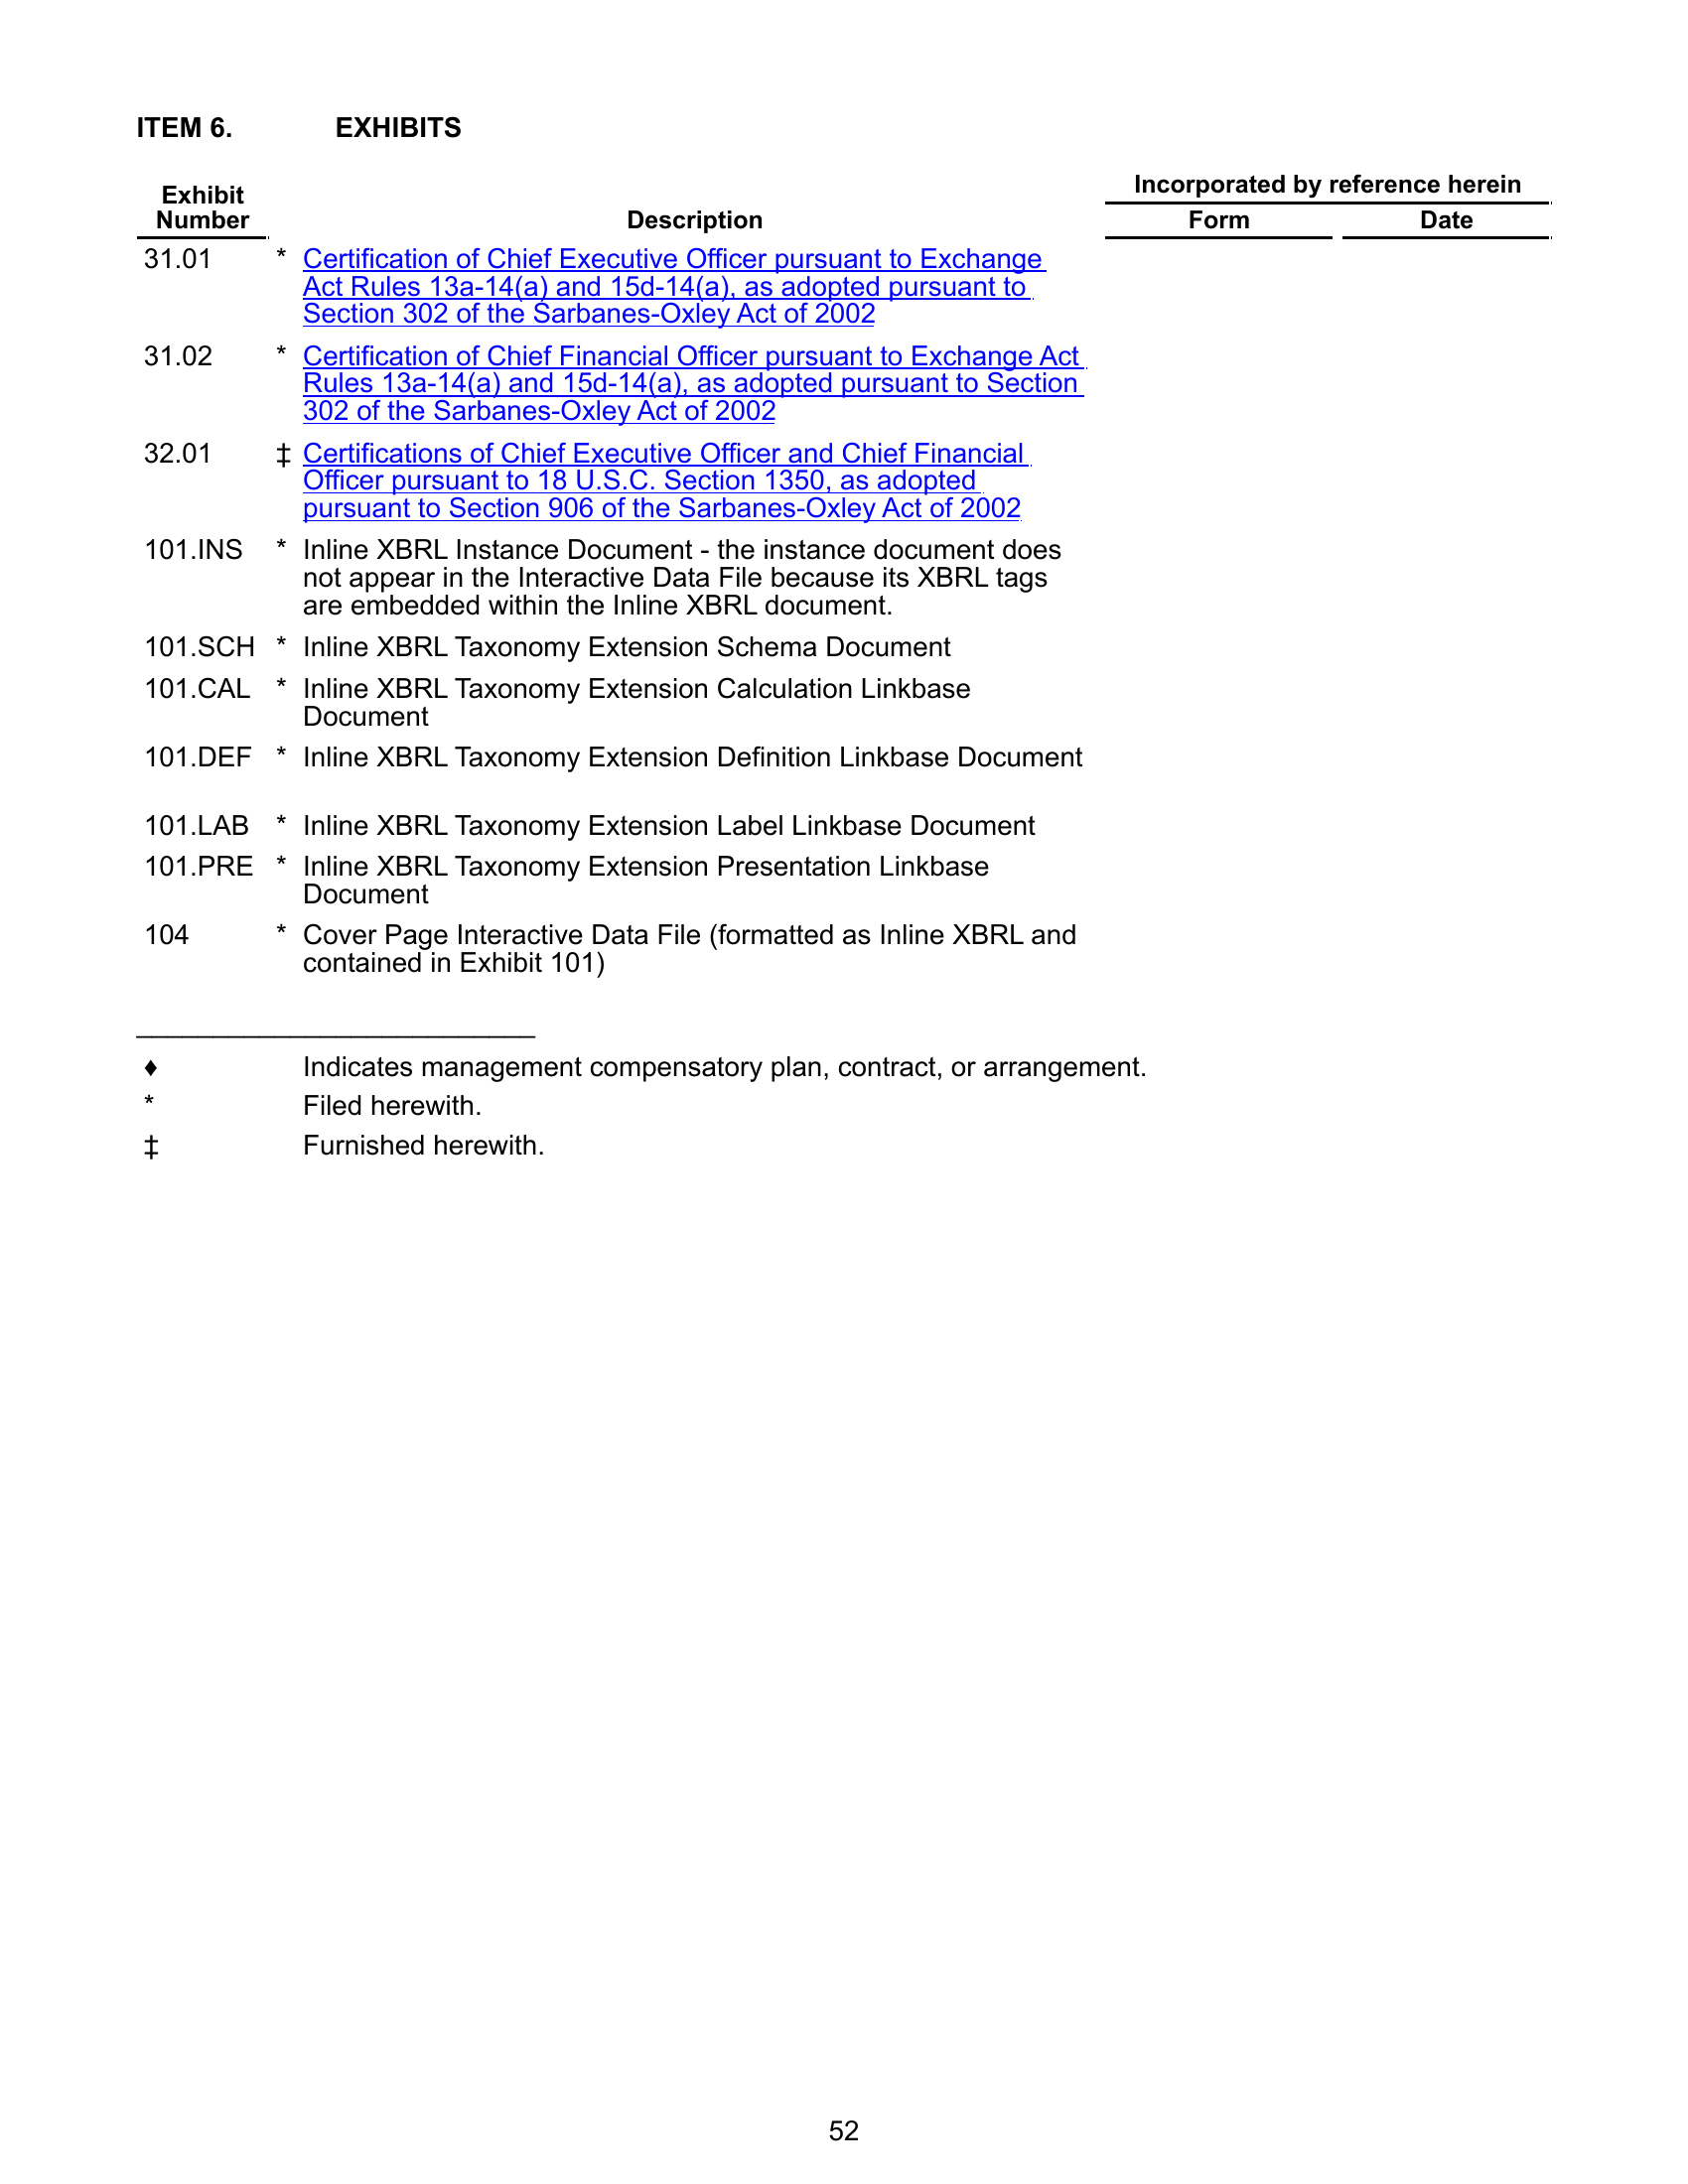 ITEM 6. EXHIBITS
Incorporated by reference herein
Exhibit
Number Description Form Date
31.01 * Certification of Chief Executive Officer pursuant to Exchange
Act Rules 13a-14(a) and 15d-14(a), as adopted pursuant to
Section 302 of the Sarbanes-Oxley Act of 2002
31.02 * Certification of Chief Financial Officer pursuant to Exchange Act
Rules 13a-14(a) and 15d-14(a), as adopted pursuant to Section
302 of the Sarbanes-Oxley Act of 2002
32.01 ‡ Certifications of Chief Executive Officer and Chief Financial
Officer pursuant to 18 U.S.C. Section 1350, as adopted
pursuant to Section 906 of the Sarbanes-Oxley Act of 2002
101.INS * Inline XBRL Instance Document - the instance document does
not appear in the Interactive Data File because its XBRL tags
are embedded within the Inline XBRL document.
101.SCH * Inline XBRL Taxonomy Extension Schema Document
101.CAL * Inline XBRL Taxonomy Extension Calculation Linkbase
Document
101.DEF * Inline XBRL Taxonomy Extension Definition Linkbase Document
101.LAB * Inline XBRL Taxonomy Extension Label Linkbase Document
101.PRE * Inline XBRL Taxonomy Extension Presentation Linkbase
Document
104 * Cover Page Interactive Data File (formatted as Inline XBRL and
contained in Exhibit 101)
♦ Indicates management compensatory plan, contract, or arrangement.
* Filed herewith.
‡ Furnished herewith.
52